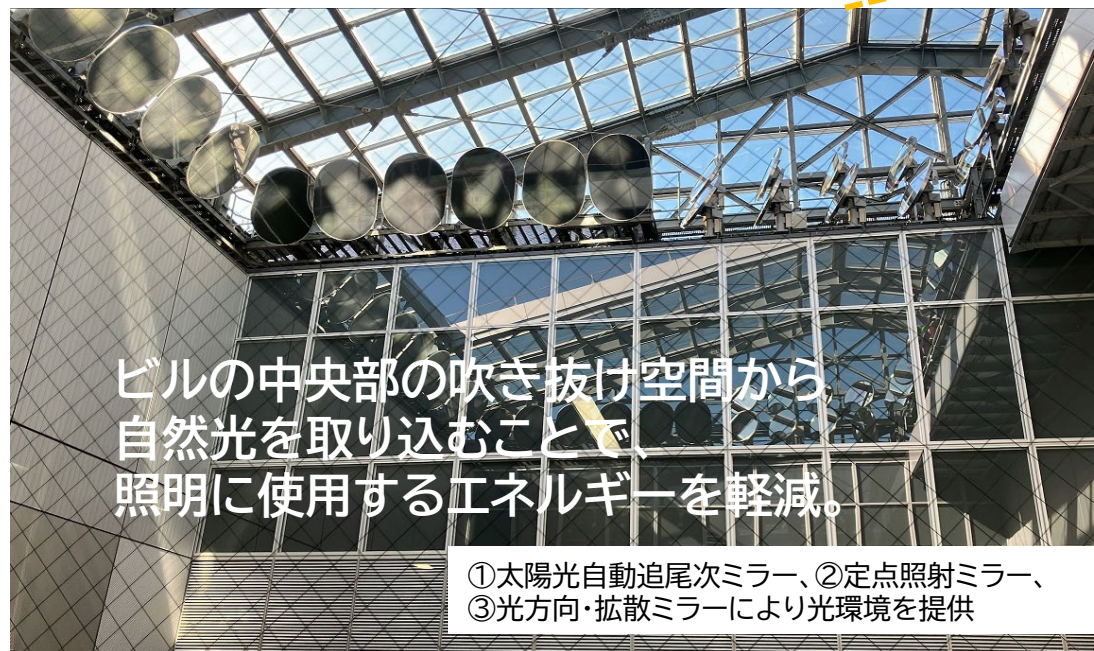 ビルの中央部の吹き抜け空間から
自然光を取り込むことで、
照明に使用するエネルギーを軽減。
①太陽光自動追尾次ミラー、②定点照射ミラー、
③光方向・拡散ミラーにより光環境を提供